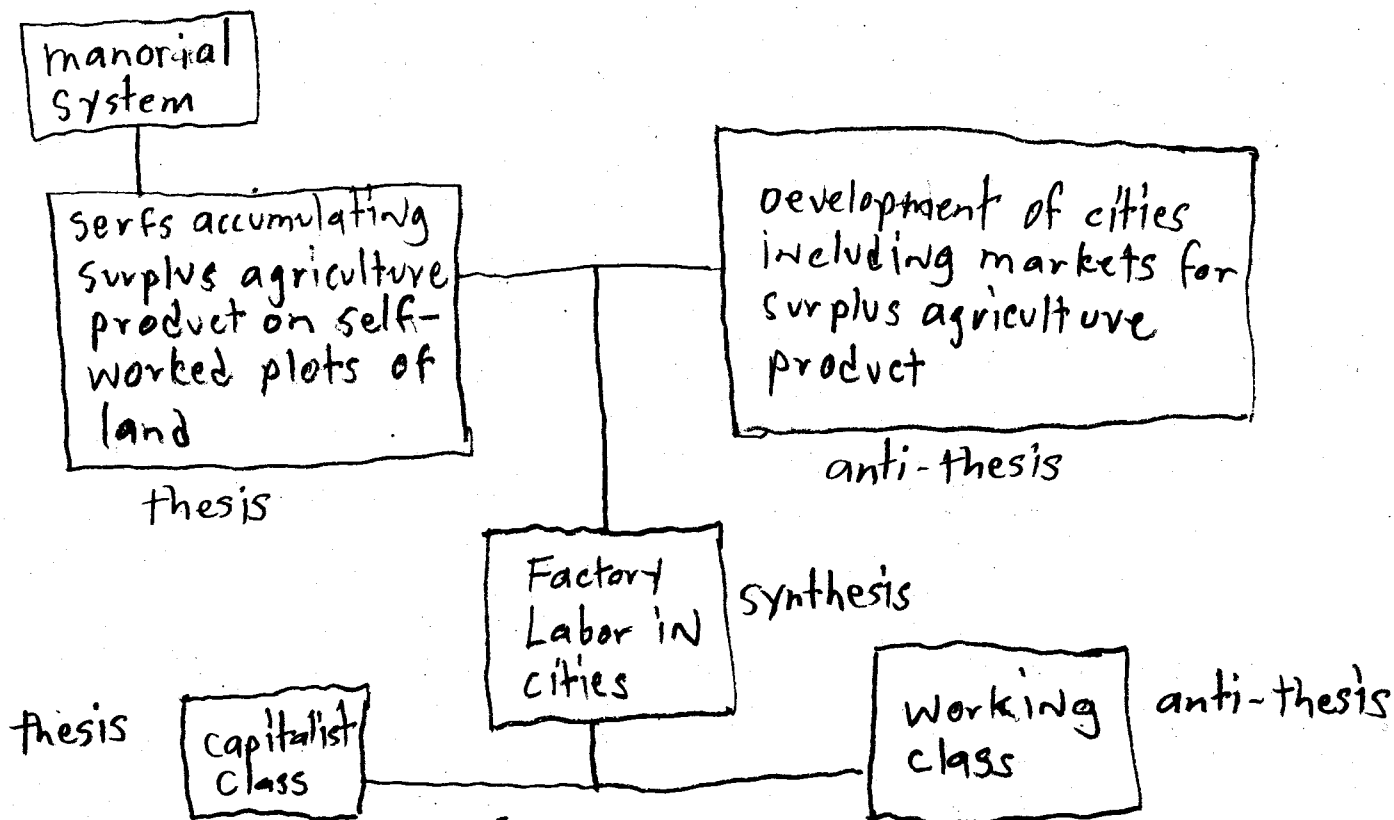 manorial
system
serfs accumulating
surplus agriculture
product on self-
worked plots of
land
thesis
Development of cities
including markets for
surplus agriculture
product
anti-thesis
Factory
Labor in
cities
synthesis
thesis
capitalist
class
working
class
anti-thesis